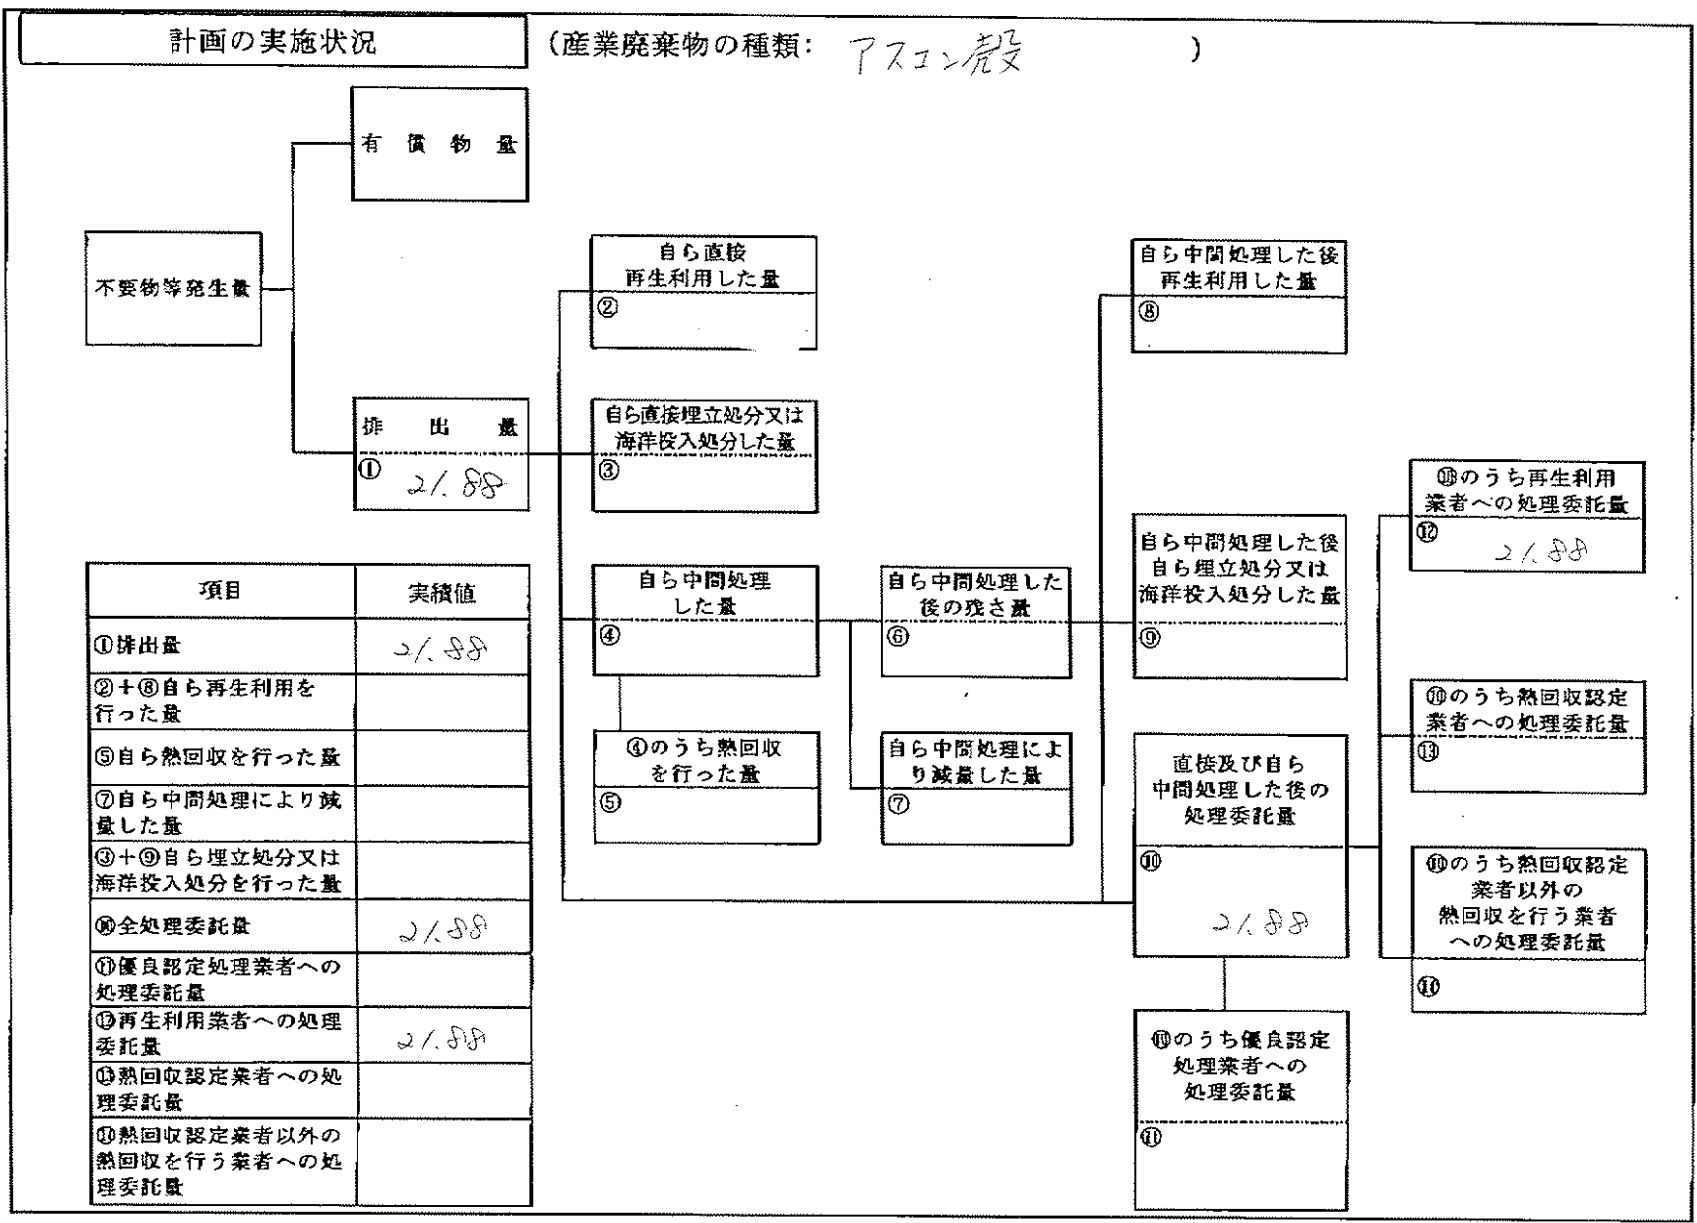 計画の実施状況
(産業廃棄物の種類: アスコン殻 )
有償物量
不要物等発生量
自ら直接
再生利用した量
②
自ら中間処理した後
再生利用した量
⑧
排出量
① 21.88
自ら直接埋立処分又は
海洋投入処分した量
③
⑩のうち再生利用
業者への処理委託量
⑫
21.88
自ら中間処理した後
自ら埋立処分又は
海洋投入処分した量
⑨
自ら中間処理
した量
④
自ら中間処理した
後の残さ量
⑥
⑩のうち熱回収認定
業者への処理委託量
⑬
④のうち熱回収
を行った量
⑤
自ら中間処理によ
り減量した量
⑦
直接及び自ら
中間処理した後の
処理委託量
⑩
21.88
⑩のうち熱回収認定
業者以外の
熱回収を行う業者
への処理委託量
⑭
⑩のうち優良認定
処理業者への
処理委託量
⑪
項目 実績値
①排出量 21.88
②+⑧自ら再生利用を
行った量
⑤自ら熱回収を行った量
⑦自ら中間処理により減
量した量
③+⑨自ら埋立処分又は
海洋投入処分を行った量
⑩全処理委託量 21.88
⑪優良認定処理業者への
処理委託量
⑫再生利用業者への処理
委託量 21.88
⑬熱回収認定業者への処
理委託量
⑭熱回収認定業者以外の
熱回収を行う業者への処
理委託量